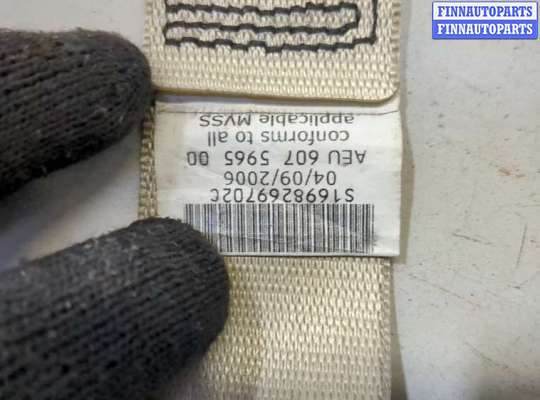 FINNAUTOPARTS
FINNAUTOPARTS
S1698269702C
04/09/2006
AEU 607 5965 00
conforms to all
applicable MVSS